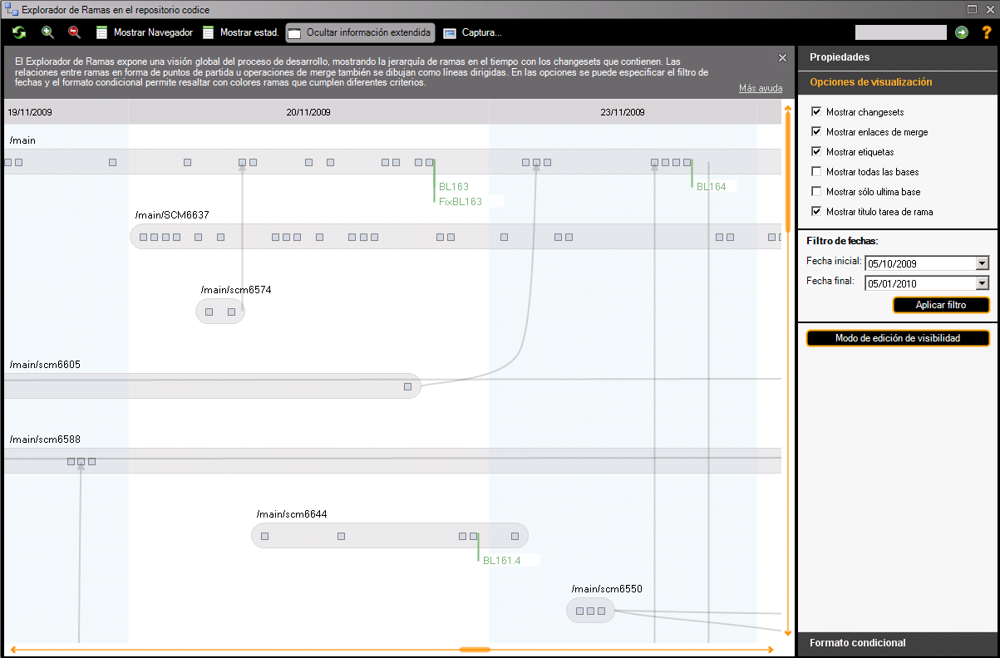 Explorador de Ramas en el repositorio codice
Mostrar Navegador Mostrar estad. Ocultar información extendida Captura... ?
El Explorador de Ramas expone una visión global del proceso de desarrollo, mostrando la jerarquía de ramas en el tiempo con los changesets que contienen. Las
relaciones entre ramas en forma de puntos de partida u operaciones de merge también se dibujan como líneas dirigidas. En las opciones se puede especificar el filtro de
fechas y el formato condicional permite resaltar con colores ramas que cumplen diferentes criterios.
Más ayuda
19/11/2009 20/11/2009 23/11/2009
/main
BL163
FixBL163
BL164
/main/SCM6637
/main/scm6574
/main/scm6605
/main/scm6588
/main/scm6644
BL161.4
/main/scm6550
Propiedades
Opciones de visualización
Mostrar changesets
Mostrar enlaces de merge
Mostrar etiquetas
Mostrar todas las bases
Mostrar sólo ultima base
Mostrar titulo tarea de rama
Filtro de fechas:
Fecha inicial: 05/10/2009
Fecha final: 05/01/2010
Aplicar filtro
Modo de edición de visibilidad
Formato condicional